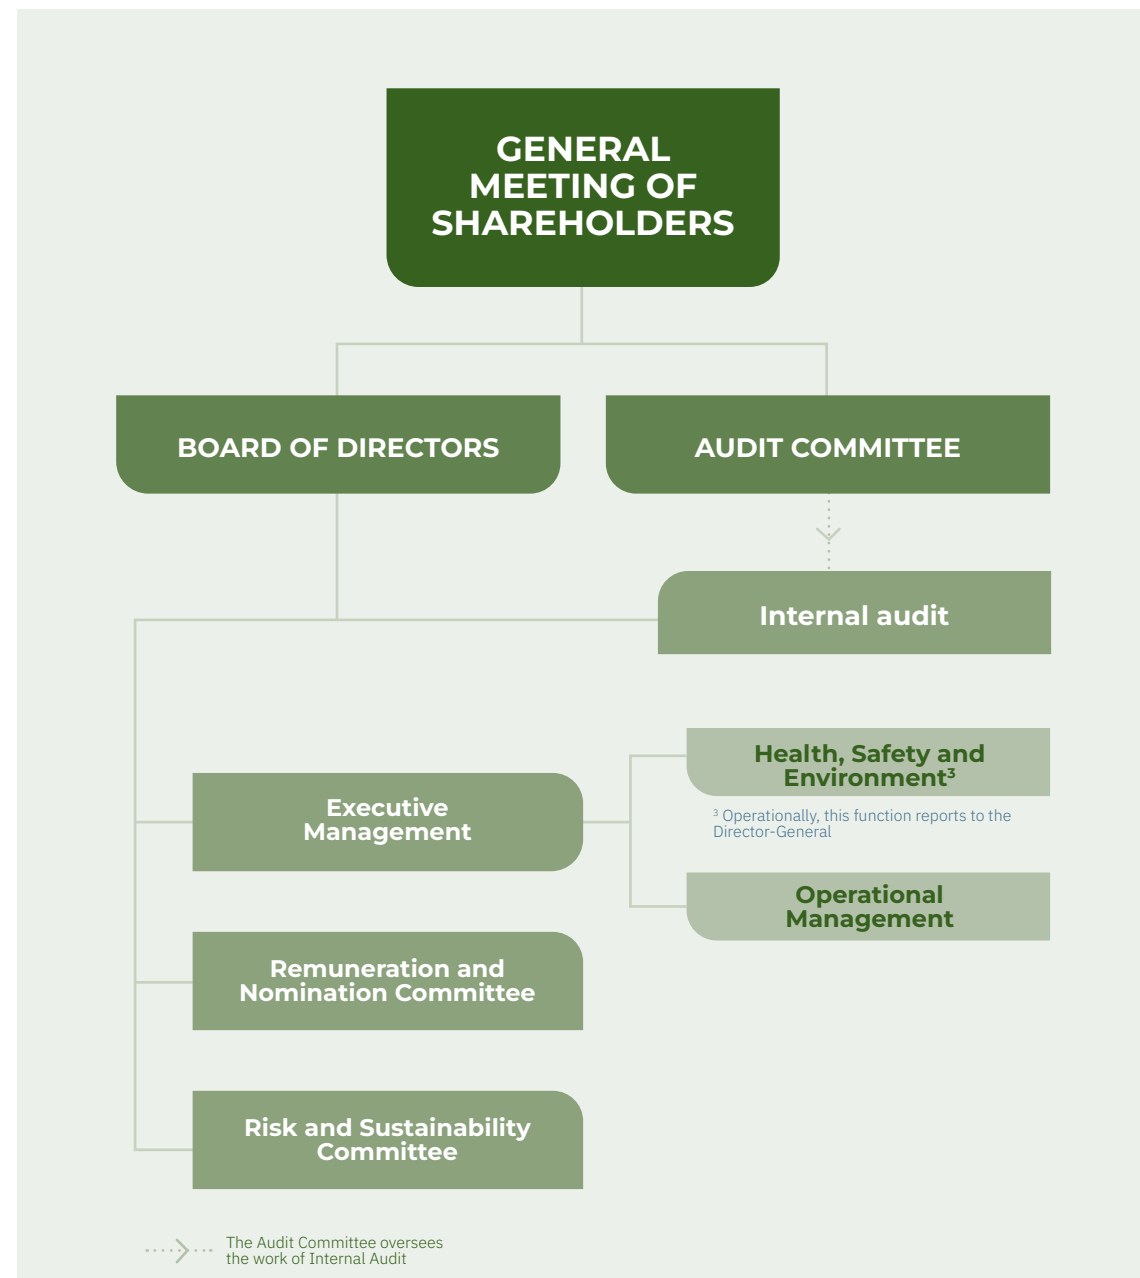 GENERAL
MEETING OF
SHAREHOLDERS
BOARD OF DIRECTORS
AUDIT COMMITTEE
Internal audit
Health, Safety and
Environment³
³ Operationally, this function reports to the
Director-General
Executive
Management
Operational
Management
Remuneration and
Nomination Committee
Risk and Sustainability
Committee
The Audit Committee oversees
the work of Internal Audit